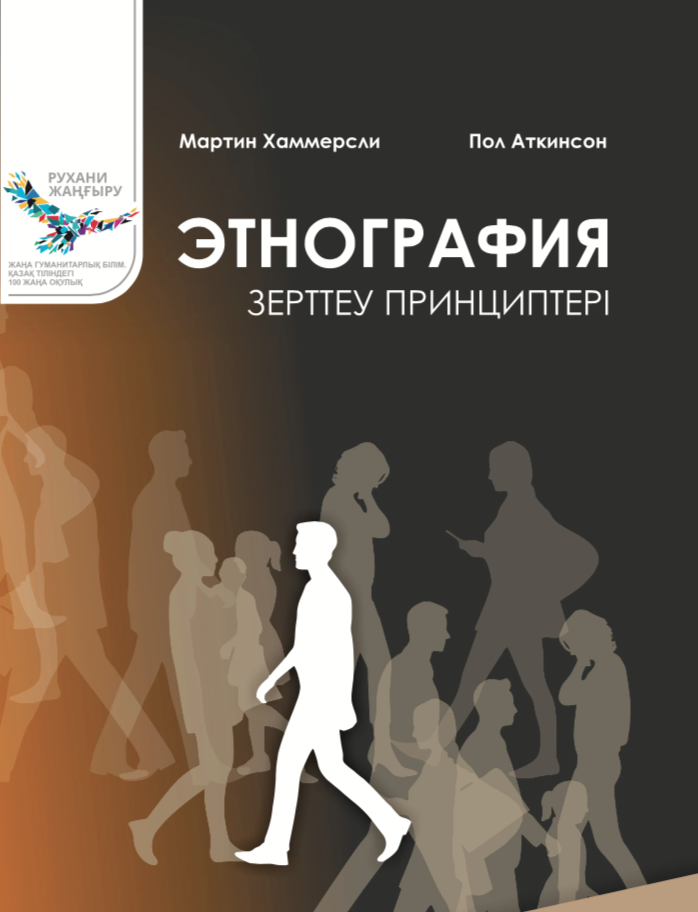 Мартин Хаммерсли Пол Аткинсон
РУХАНИ
ЖАҢҒЫРУ
ЖАҢА ГУМАНИТАРЛЫҚ БІЛІМ.
ҚАЗАҚ ТІЛІНДЕГІ
100 ЖАҢА ОҚУЛЫҚ
ЭТНОГРАФИЯ
ЗЕРТТЕУ ПРИНЦИПТЕРІ